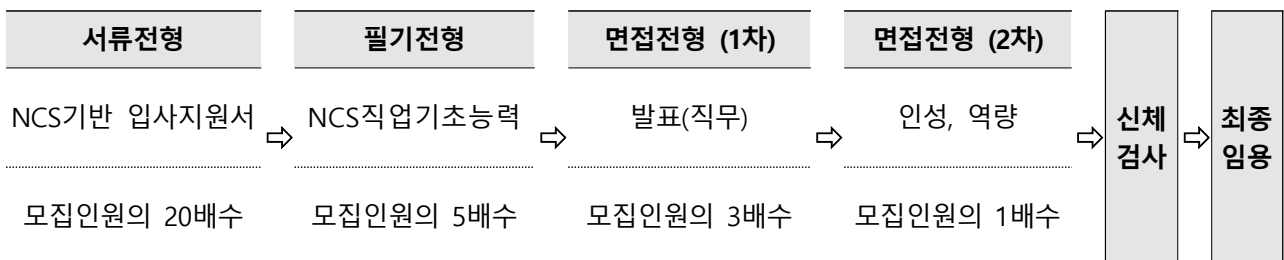 서류전형
NCS기반 입사지원서
모집인원의 20배수
⇨
필기전형
NCS직업기초능력
모집인원의 5배수
⇨
면접전형 (1차)
발표(직무)
모집인원의 3배수
⇨
면접전형 (2차)
인성, 역량
모집인원의 1배수
⇨
신체
검사
⇨
최종
임용